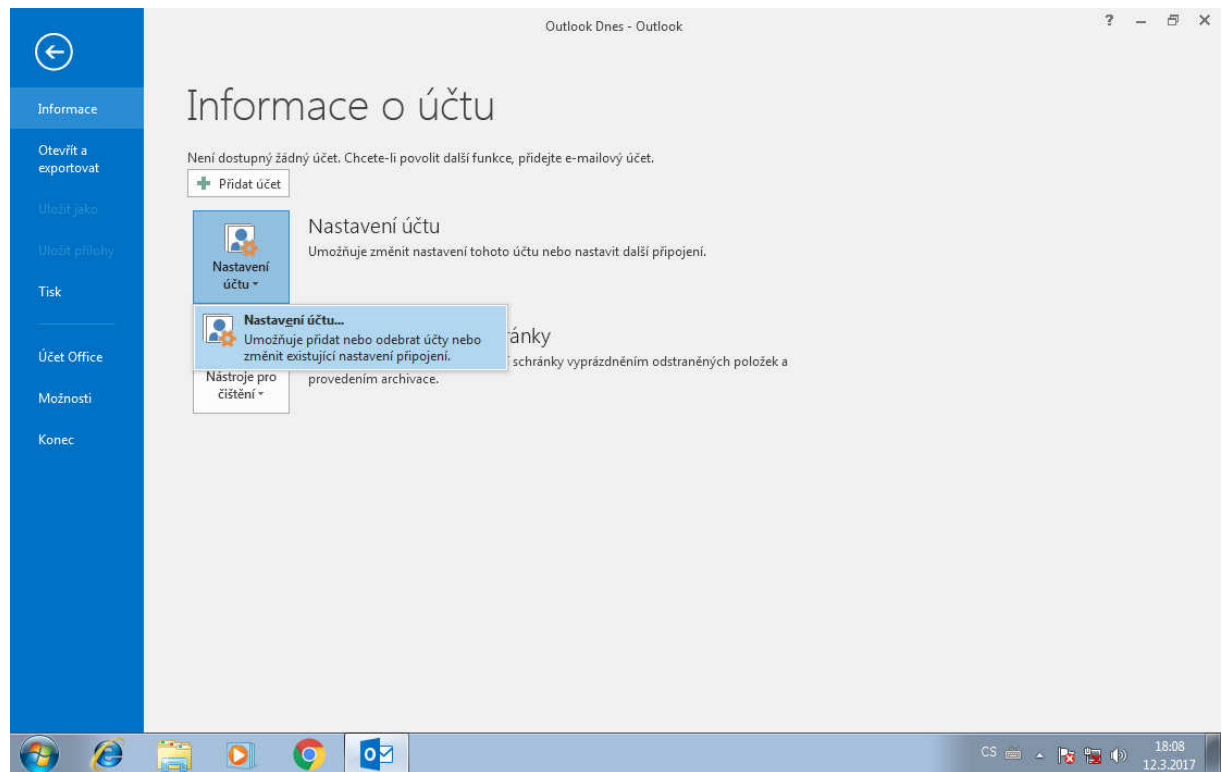 Outlook Dnes - Outlook
Informace
Otevřít a
exportovat
Uložit jako
Uložit přílohy
Tisk
Účet Office
Možnosti
Konec
Informace o účtu
Není dostupný žádný účet. Chcete-li povolit další funkce, přidejte e-mailový účet.
Přidat účet
Nastavení
účtu
Nastavení účtu
Umožňuje změnit nastavení tohoto účtu nebo nastavit další připojení.
Nastavení účtu...
Umožňuje přidat nebo odebrat účty nebo
změnit existující nastavení připojení.
ránky
schránky vyprázdněním odstraněných položek a
provedením archivace.
Nástroje pro
čištění
CS
18:08
12.3.2017